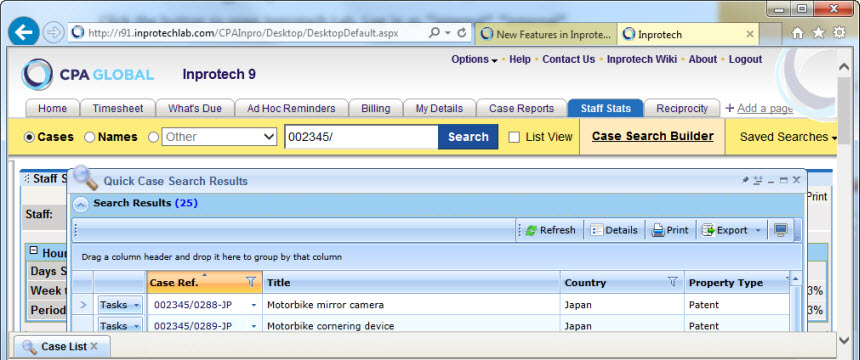 http://r91.inprotechlab.com/CPAInpro/Desktop/DesktopDefault.aspx
New Features in Inprote...
Inprotech
CPA GLOBAL
Inprotech 9
Options Help Contact Us Inprotech Wiki About Logout
Home Timesheet What's Due Ad Hoc Reminders Billing My Details Case Reports Staff Stats Reciprocity + Add a page
Cases Names Other 002345/ Search List View Case Search Builder Saved Searches
Staff S
Quick Case Search Results
Print
Search Results (25)
Staff:
Refresh Details Print Export
Drag a column header and drop it here to group by that column
Hour
Days S
Case Ref. Title Country Property Type
Week t
Tasks 002345/0288-JP Motorbike mirror camera Japan Patent
3%
Period
Tasks 002345/0289-JP Motorbike cornering device Japan Patent
3%
Case List